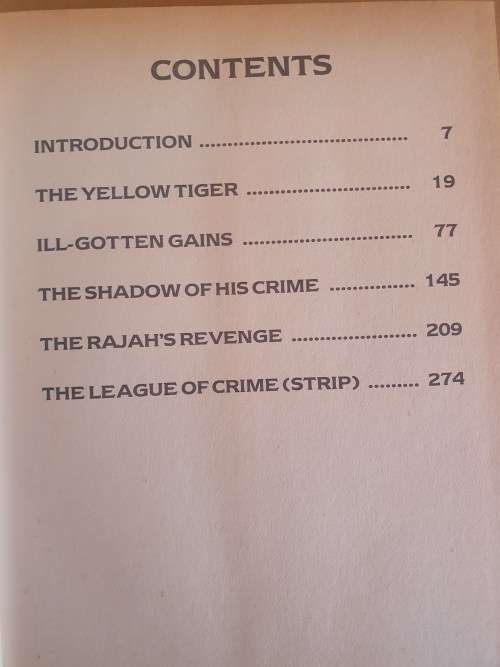 CONTENTS
INTRODUCTION ..................................... 7
THE YELLOW TIGER ............................. 19
ILL-GOTTEN GAINS .............................. 77
THE SHADOW OF HIS CRIME ............... 145
THE RAJAH'S REVENGE ...................... 209
THE LEAGUE OF CRIME (STRIP) ......... 274